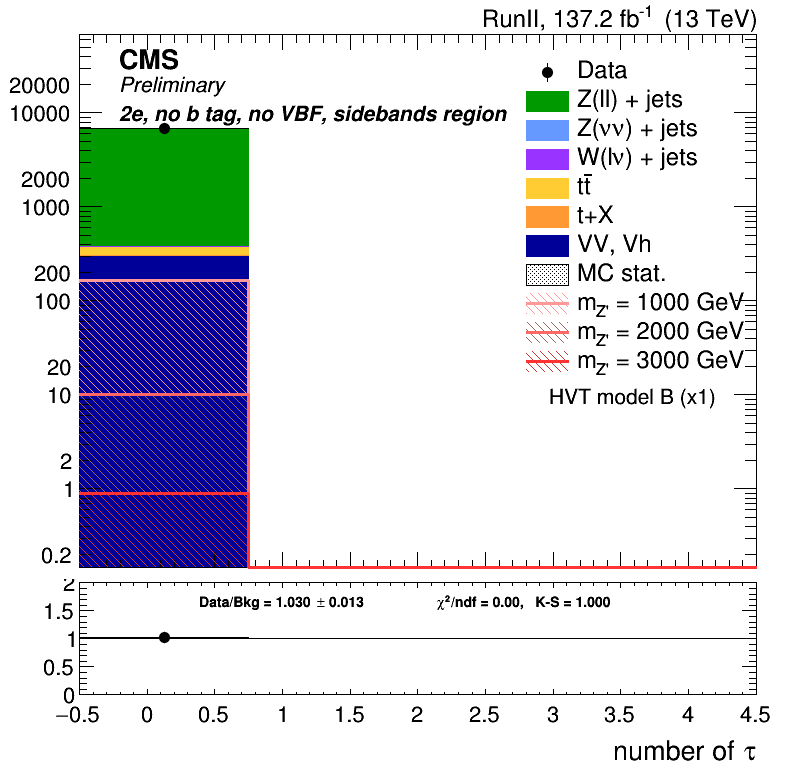 RunII, 137.2 fb⁻¹ (13 TeV)
CMS
Preliminary
2e, no b tag, no VBF, sidebands region
Data
Z(ll) + jets
Z(νν) + jets
W(lν) + jets
tt̄
t+X
VV, Vh
MC stat.
m_Z' = 1000 GeV
m_Z' = 2000 GeV
m_Z' = 3000 GeV
HVT model B (x1)
20000
10000
2000
1000
200
100
20
10
2
1
0.2
Data/Bkg = 1.030 ± 0.013 χ²/ndf = 0.00, K-S = 1.000
2
1.5
1
0.5
0
−0.5 0 0.5 1 1.5 2 2.5 3 3.5 4 4.5
number of τ